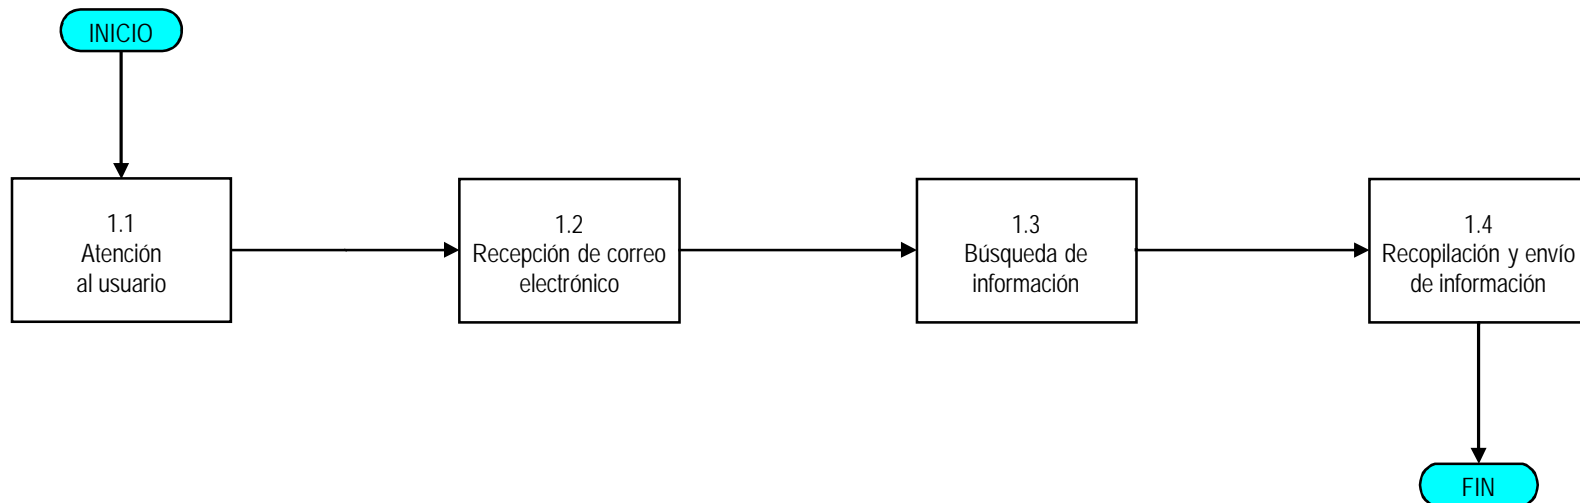 INICIO
1.1
Atención
al usuario
1.2
Recepción de correo
electrónico
1.3
Búsqueda de
información
1.4
Recopilación y envío
de información
FIN